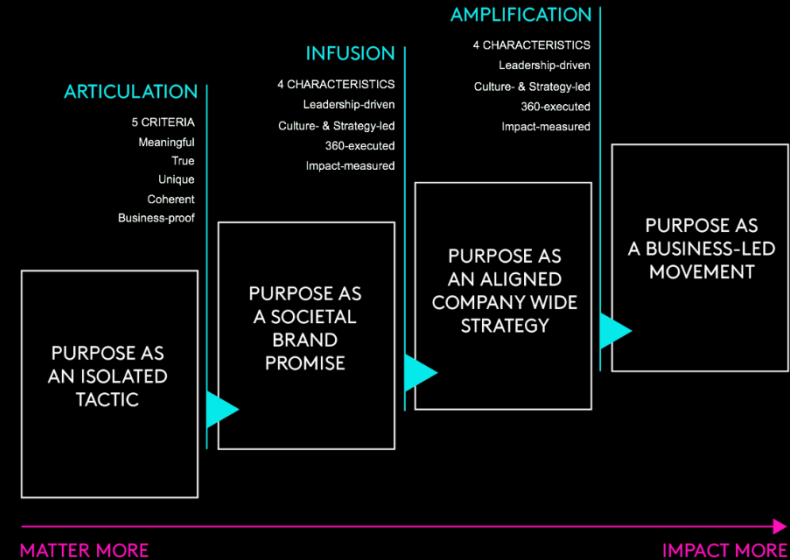 AMPLIFICATION
4 CHARACTERISTICS
Leadership-driven
Culture- & Strategy-led
360-executed
Impact-measured
INFUSION
4 CHARACTERISTICS
Leadership-driven
Culture- & Strategy-led
360-executed
Impact-measured
ARTICULATION
5 CRITERIA
Meaningful
True
Unique
Coherent
Business-proof
PURPOSE AS
AN ISOLATED
TACTIC
PURPOSE AS
A SOCIETAL
BRAND
PROMISE
PURPOSE AS
AN ALIGNED
COMPANY WIDE
STRATEGY
PURPOSE AS
A BUSINESS-LED
MOVEMENT
MATTER MORE
IMPACT MORE